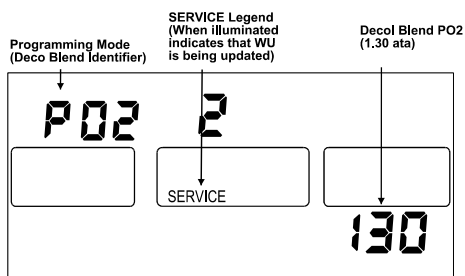 Programming Mode
(Deco Blend Identifier)
SERVICE Legend
(When illuminated
indicates that WU
is being updated)
Decol Blend PO2
(1.30 ata)
PO2 2
SERVICE
130